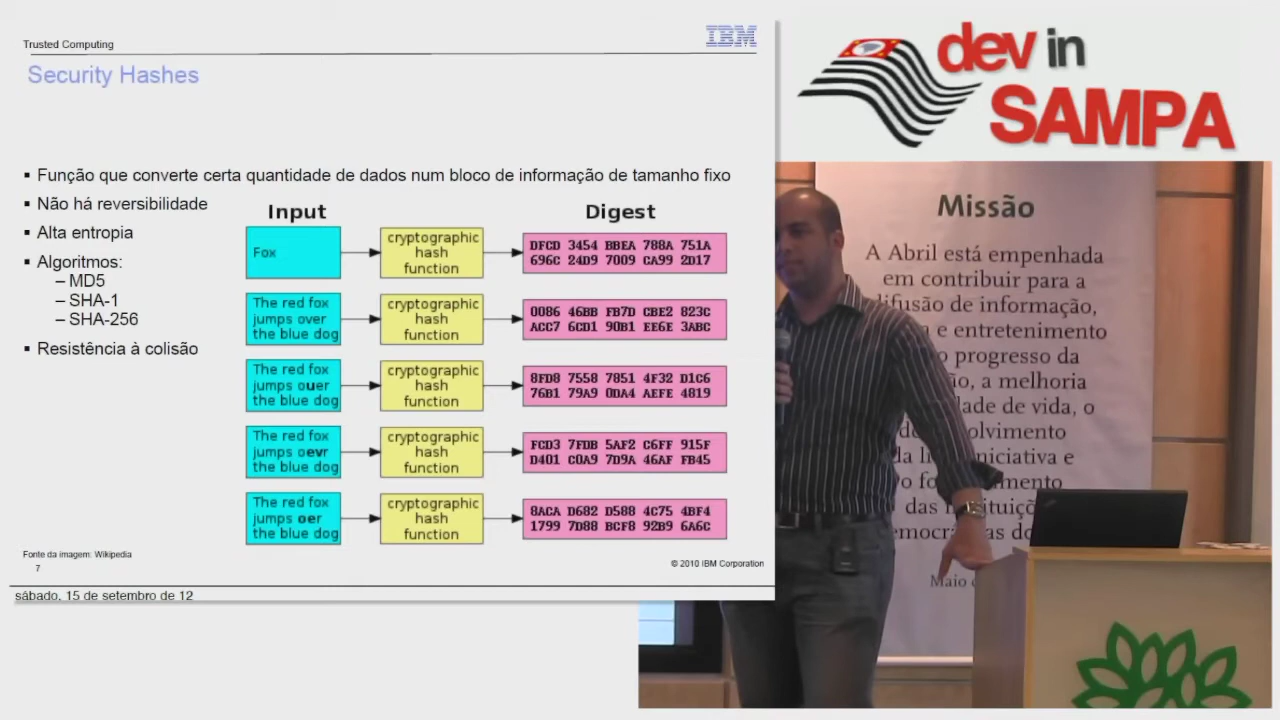 Trusted Computing
IBM
Security Hashes
Função que converte certa quantidade de dados num bloco de informação de tamanho fixo
Não há reversibilidade
Alta entropia
Algoritmos:
– MD5
– SHA-1
– SHA-256
Resistência à colisão
Input
Digest
Fox
cryptographic
hash
function
DFCD 3454 BBEA 788A 751A
696C 24D9 7009 CA99 2D17
The red fox
jumps over
the blue dog
cryptographic
hash
function
0086 46BB FB7D CBE2 823C
ACC7 6CD1 90B1 EE6E 3ABC
The red fox
jumps ouer
the blue dog
cryptographic
hash
function
8FD8 7558 7851 4F32 D1C6
76B1 79A9 0DA4 AEFE 4819
The red fox
jumps oevr
the blue dog
cryptographic
hash
function
FCD3 7FDB 5AF2 C6FF 915F
D401 C0A9 7D9A 46AF FB45
The red fox
jumps oer
the blue dog
cryptographic
hash
function
8ACA D682 D588 4C75 4BF4
1799 7D88 BCF8 92B9 6A6C
Fonte da imagem: Wikipedia
7
© 2010 IBM Corporation
sábado, 15 de setembro de 12
dev in
SAMPA
Missão
A Abril está empenhada
em contribuir para a
difusão de informação,
e entretenimento
o progresso da
a melhoria
de vida, o
da iniciativa e
das
Maio